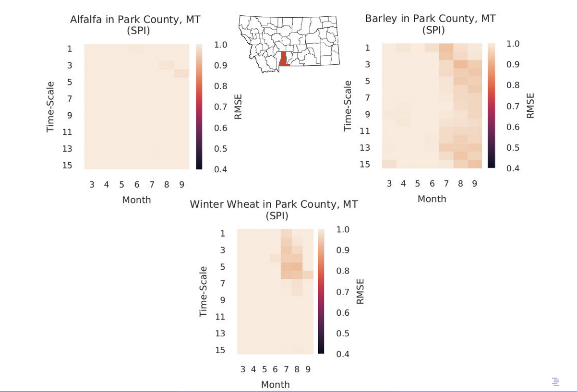 Alfalfa in Park County, MT
(SPI)
1
3
5
7
9
11
13
15
Time-Scale
3 4 5 6 7 8 9
Month
1.0
0.9
0.8
0.7
0.6
0.5
0.4
RMSE
Barley in Park County, MT
(SPI)
1
3
5
7
9
11
13
15
Time-Scale
3 4 5 6 7 8 9
Month
1.0
0.9
0.8
0.7
0.6
0.5
0.4
RMSE
Winter Wheat in Park County, MT
(SPI)
1
3
5
7
9
11
13
15
Time-Scale
3 4 5 6 7 8 9
Month
1.0
0.9
0.8
0.7
0.6
0.5
0.4
RMSE